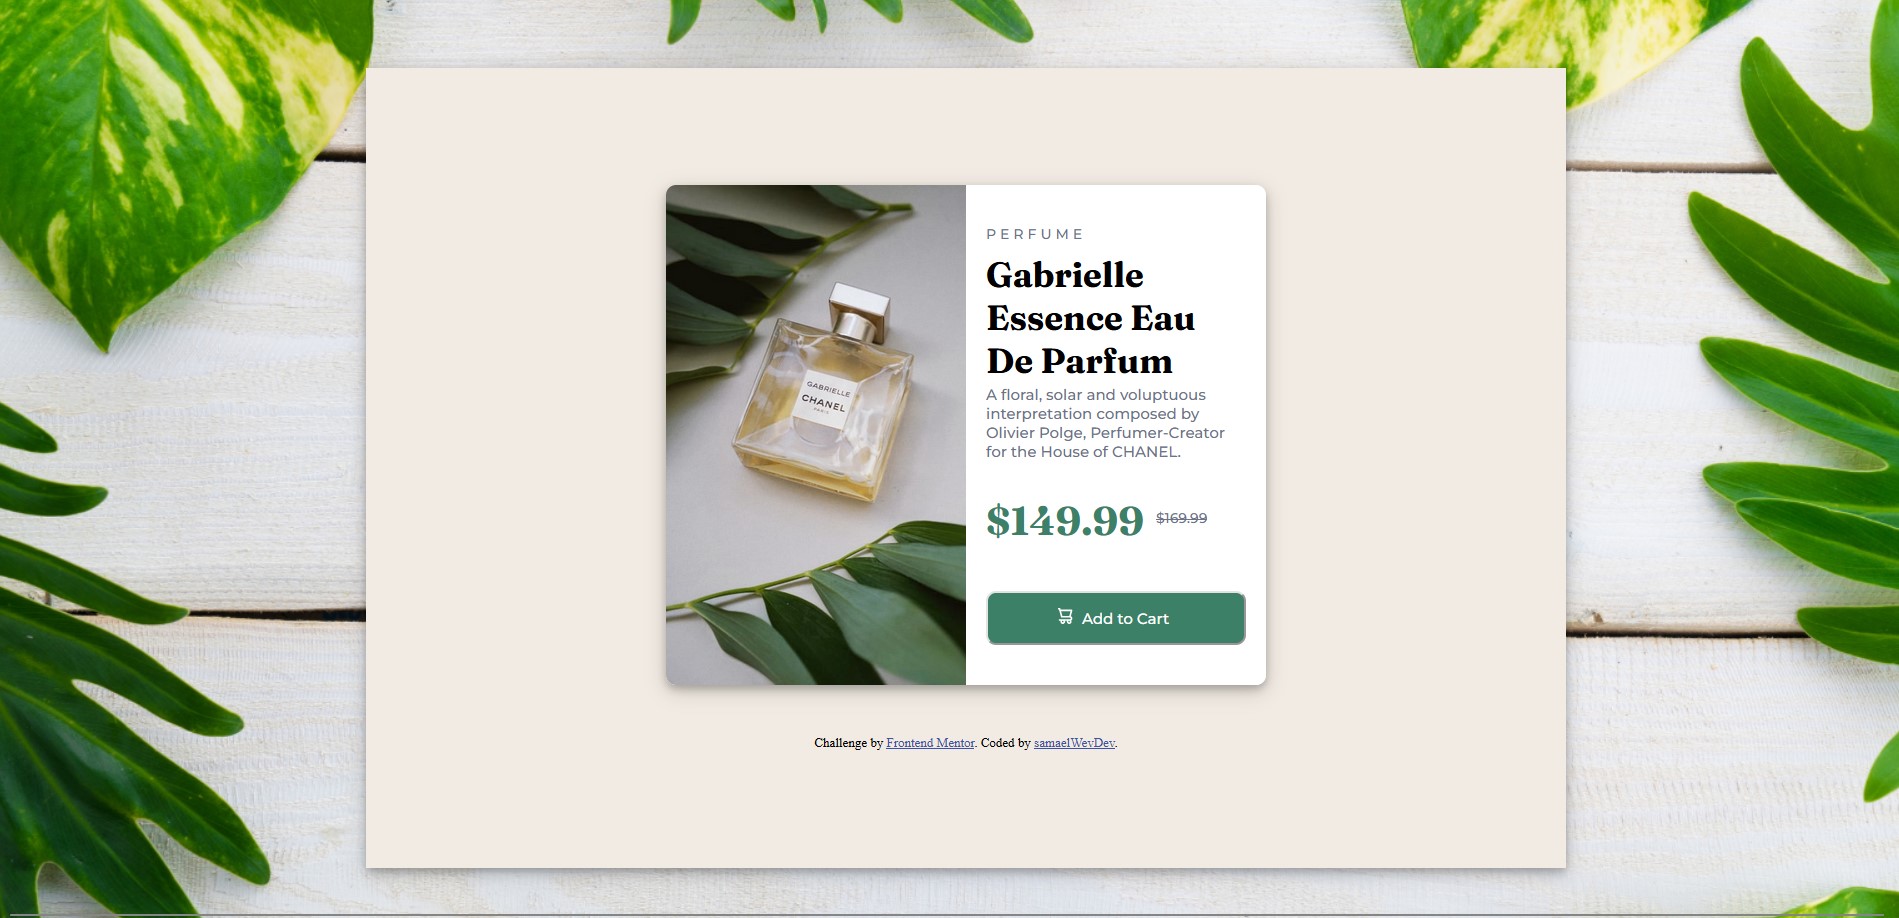 PERFUME
Gabrielle
Essence Eau
De Parfum
A floral, solar and voluptuous
interpretation composed by
Olivier Polge, Perfumer-Creator
for the House of CHANEL.
$149.99 $169.99
Add to Cart
GABRIELLE
CHANEL
PARIS
Challenge by Frontend Mentor. Coded by samaelWevDev.